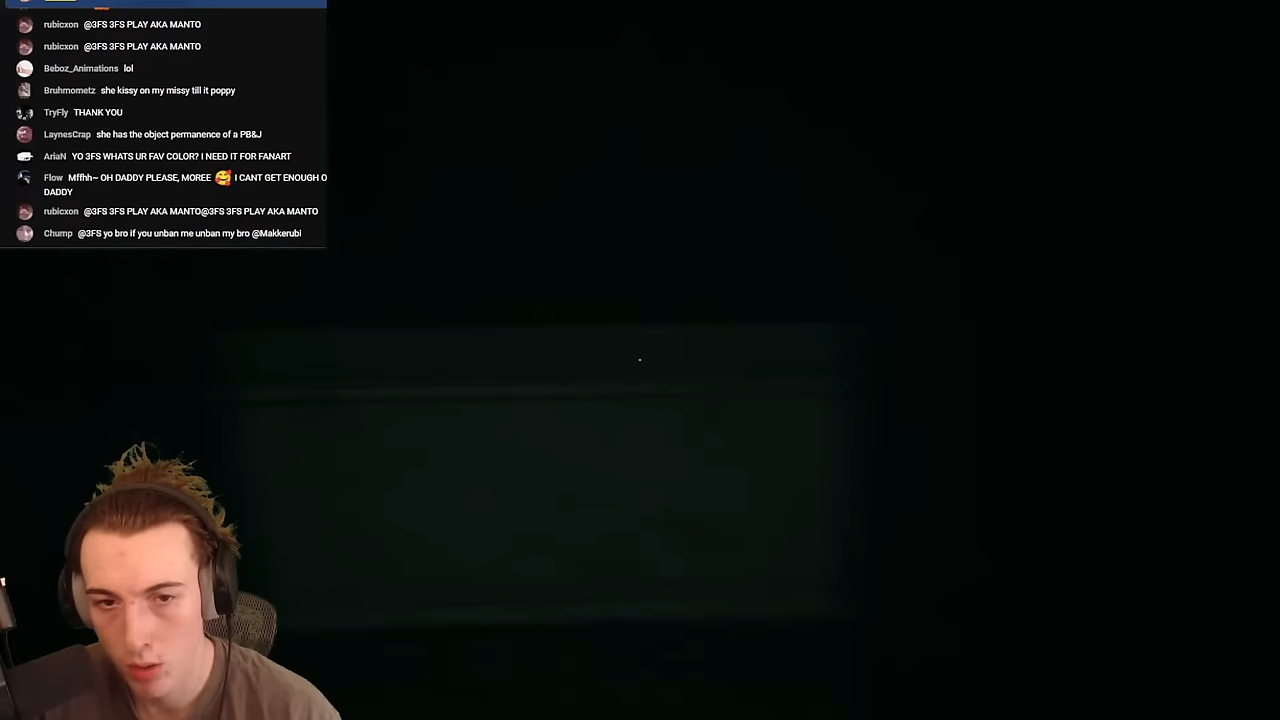 rubicxon @3FS 3FS PLAY AKA MANTO
rubicxon @3FS 3FS PLAY AKA MANTO
Beboz_Animations lol
Bruhmometz she kissy on my missy till it poppy
TryFly THANK YOU
LaynesCrap she has the object permanence of a PB&J
AriaN YO 3FS WHATS UR FAV COLOR? I NEED IT FOR FANART
Flow Mffhh~ OH DADDY PLEASE, MOREE 🥰 I CANT GET ENOUGH O
DADDY
rubicxon @3FS 3FS PLAY AKA MANTO@3FS 3FS PLAY AKA MANTO
Chump @3FS yo bro if you unban me unban my bro @Makkerubi